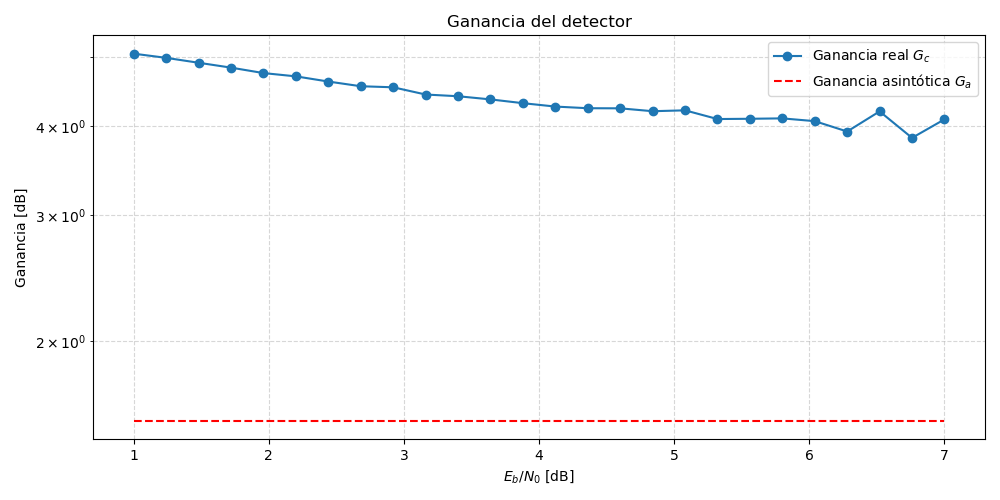 Ganancia del detector
Ganancia real G_c
Ganancia asintótica G_a
Ganancia [dB]
4 × 10^0
3 × 10^0
2 × 10^0
1 2 3 4 5 6 7
E_b/N_0 [dB]